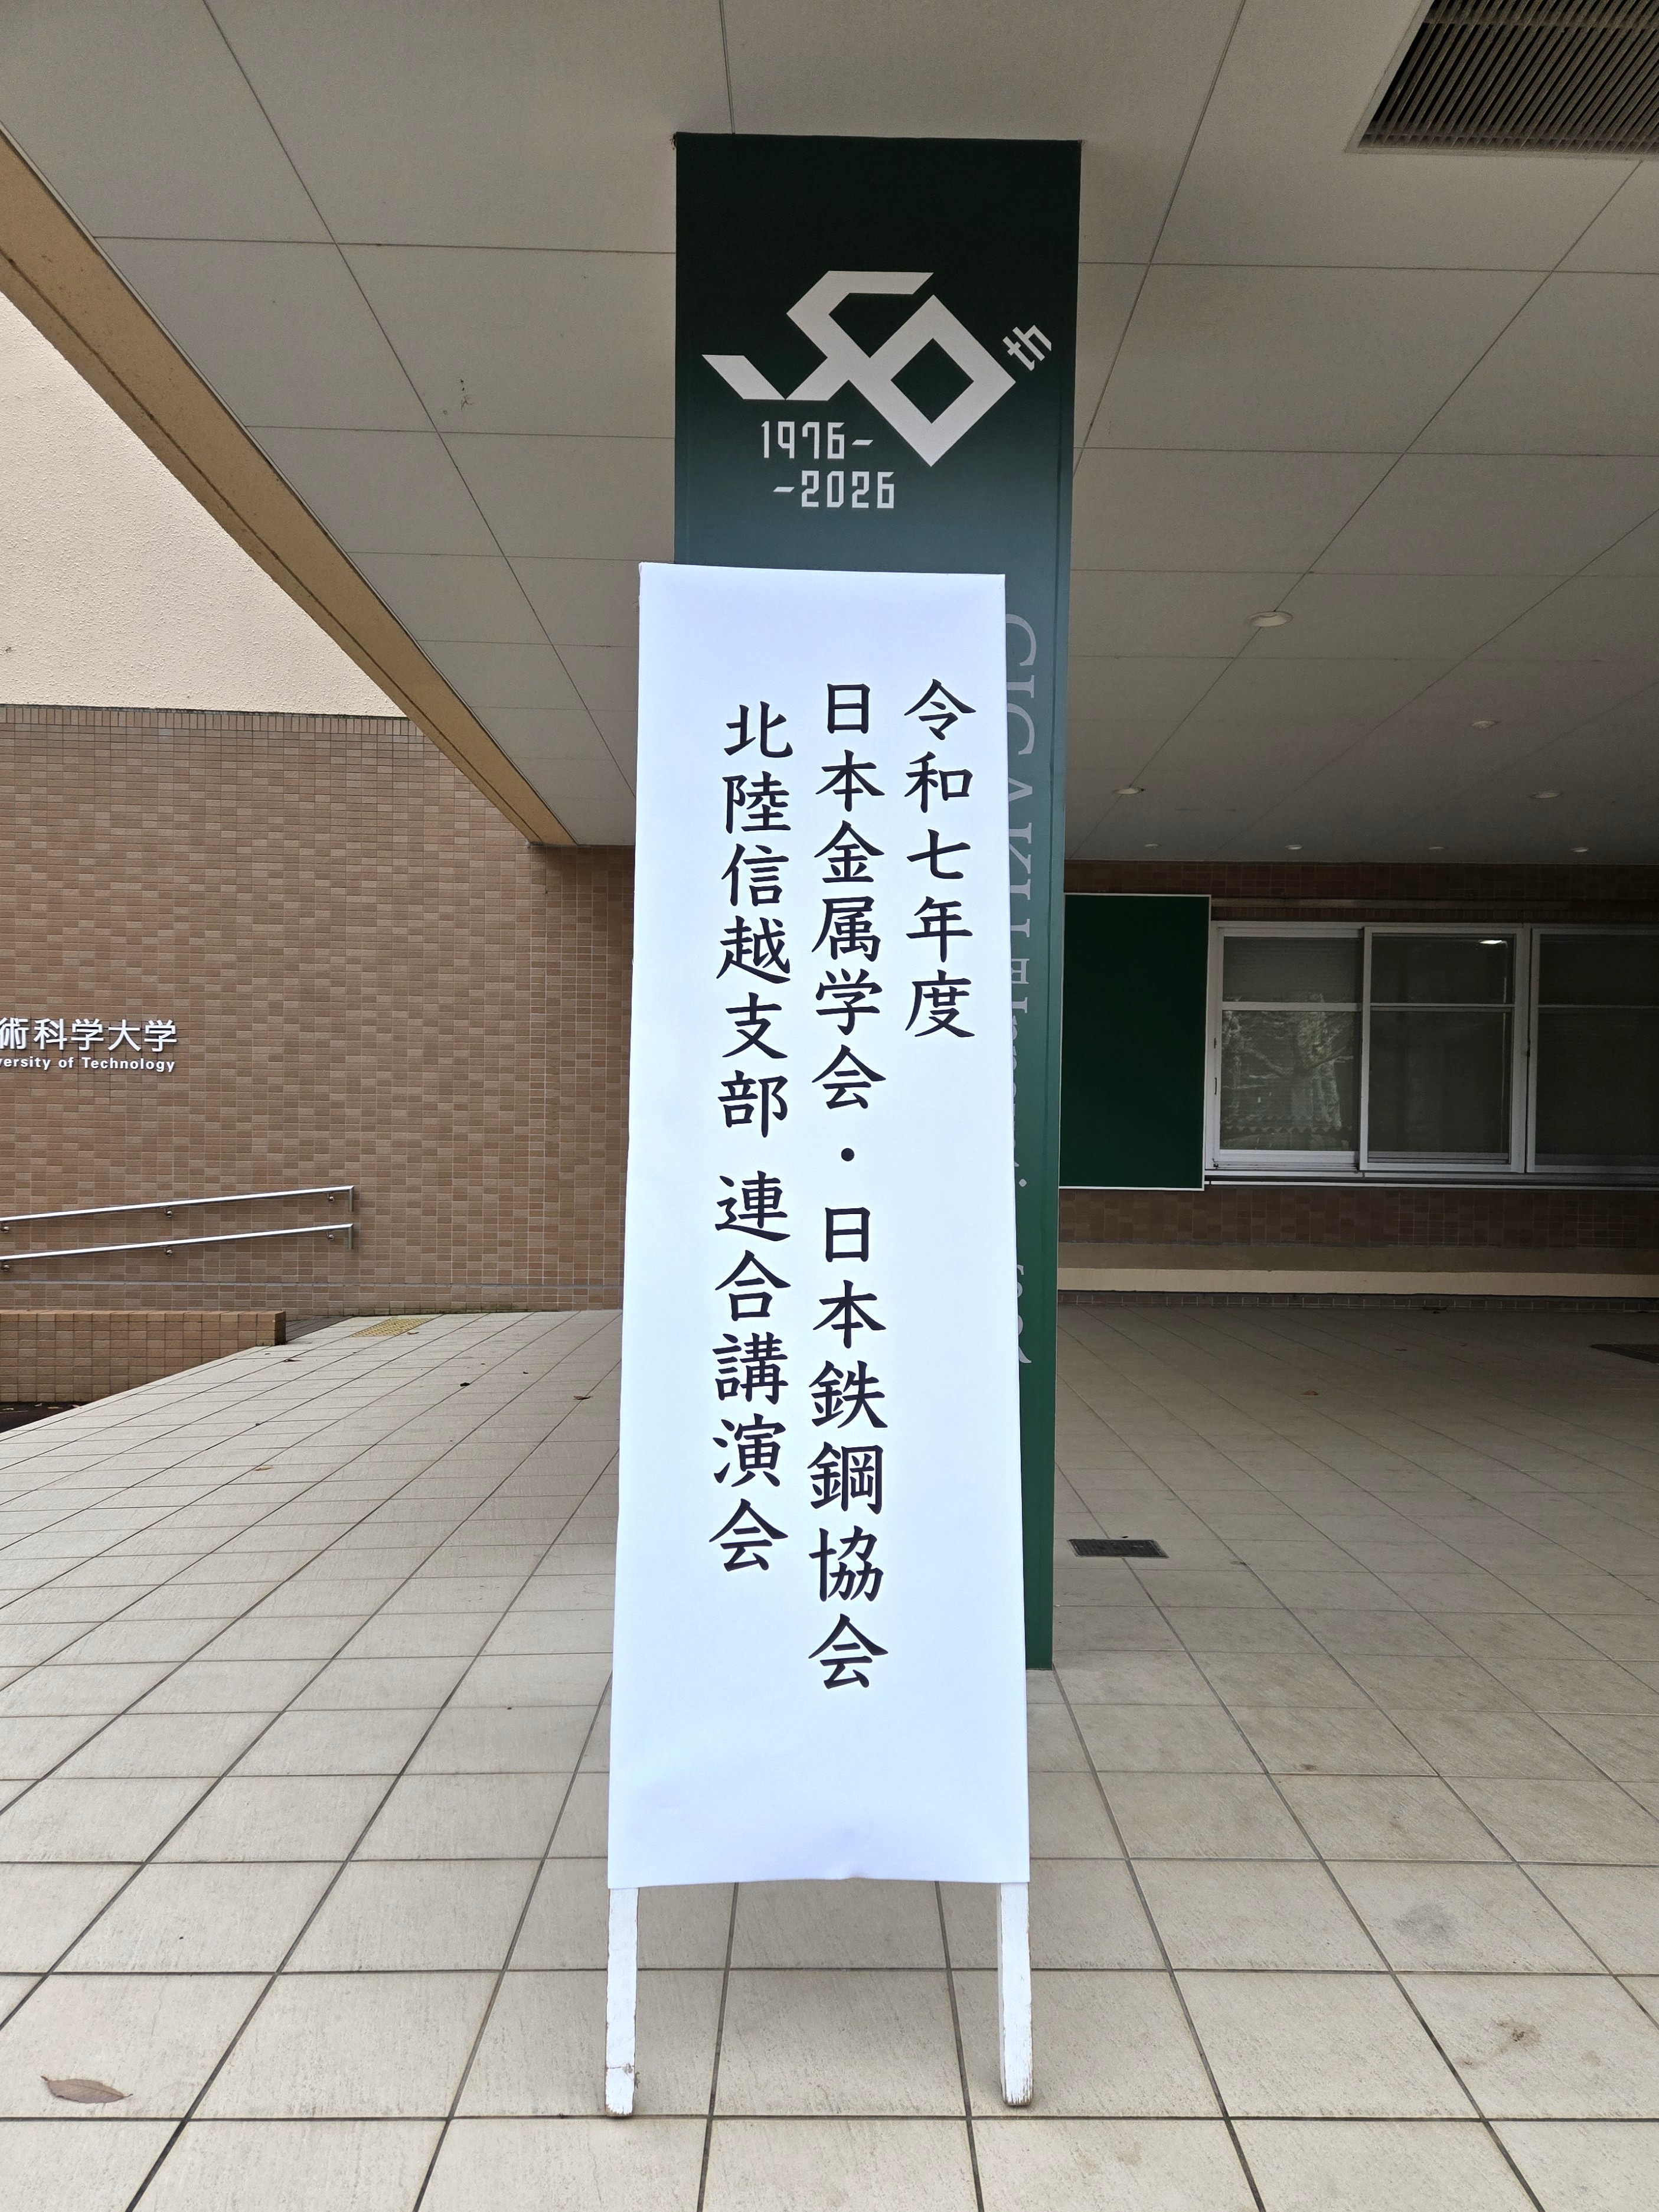 50th
1976-
-2026
令和七年度
日本金属学会・日本鉄鋼協会
北陸信越支部 連合講演会
術科学大学
versity of Technology